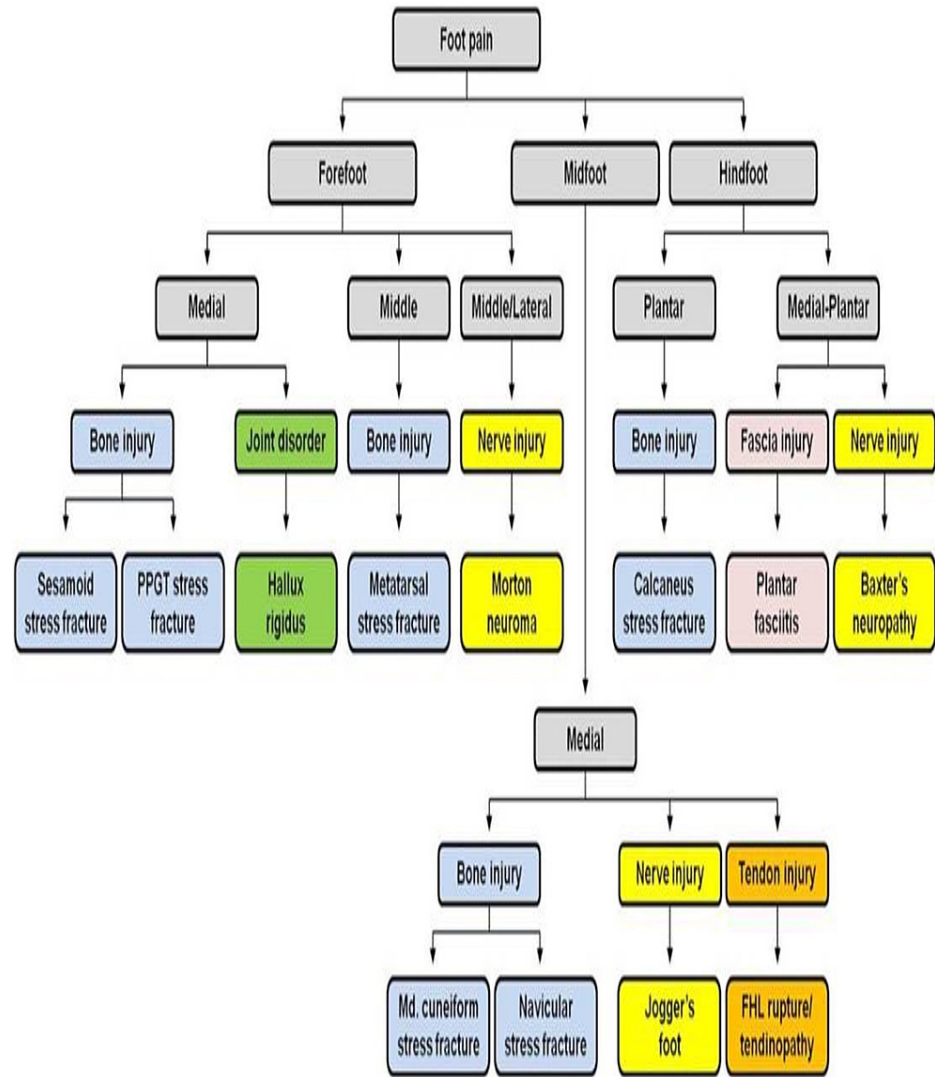 Foot pain
Forefoot
Midfoot
Hindfoot
Medial
Middle
Middle/Lateral
Plantar
Medial-Plantar
Bone injury
Joint disorder
Bone injury
Nerve injury
Bone injury
Fascia injury
Nerve injury
Sesamoid
stress fracture
PPGT stress
fracture
Hallux
rigidus
Metatarsal
stress fracture
Morton
neuroma
Calcaneus
stress fracture
Plantar
fasciitis
Baxter's
neuropathy
Medial
Bone injury
Nerve injury
Tendon injury
Md. cuneiform
stress fracture
Navicular
stress fracture
Jogger's
foot
FHL rupture/
tendinopathy